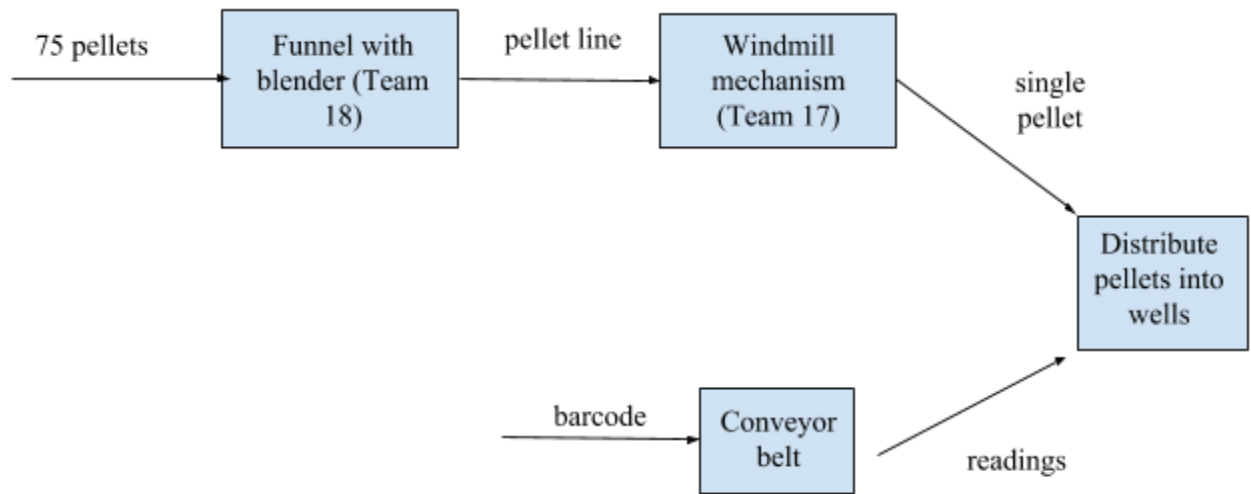 75 pellets
Funnel with
blender (Team
18)
pellet line
Windmill
mechanism
(Team 17)
single
pellet
Distribute
pellets into
wells
barcode
Conveyor
belt
readings